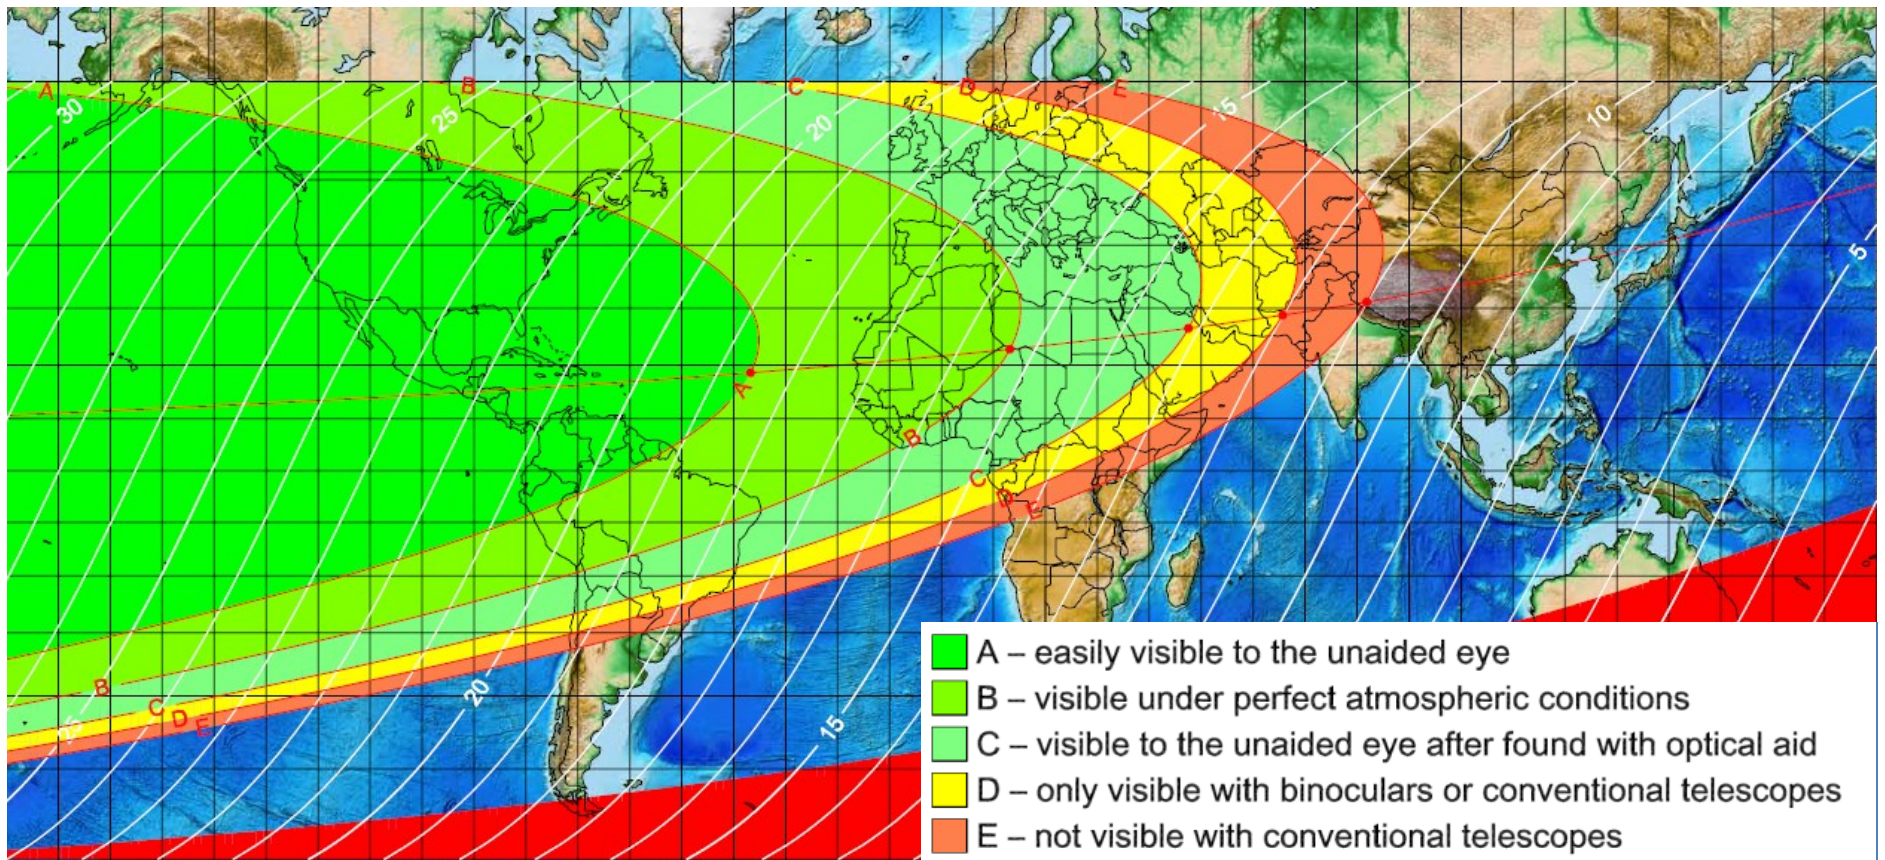 A
B
C
D
E
30
25
20
15
10
5
A
B
C
D
E
E
B
C
D
E
25
20
15
A – easily visible to the unaided eye
B – visible under perfect atmospheric conditions
C – visible to the unaided eye after found with optical aid
D – only visible with binoculars or conventional telescopes
E – not visible with conventional telescopes